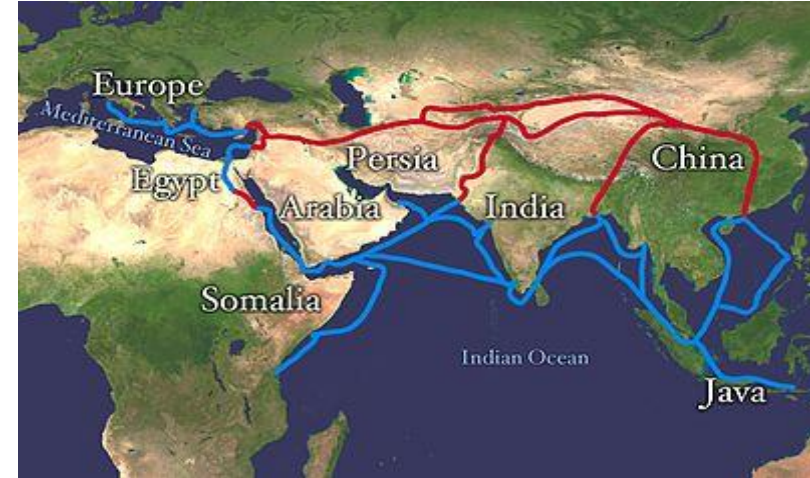 Europe
Mediterranean Sea
Egypt
Arabia
Persia
India
China
Somalia
Indian Ocean
Java